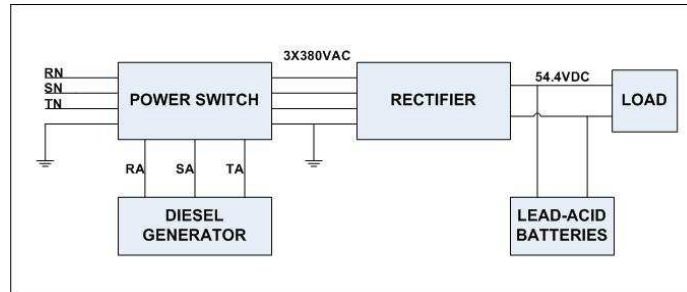 3X380VAC
RN
SN
TN
POWER SWITCH
RECTIFIER
54.4VDC
LOAD
RA SA TA
DIESEL
GENERATOR
LEAD-ACID
BATTERIES